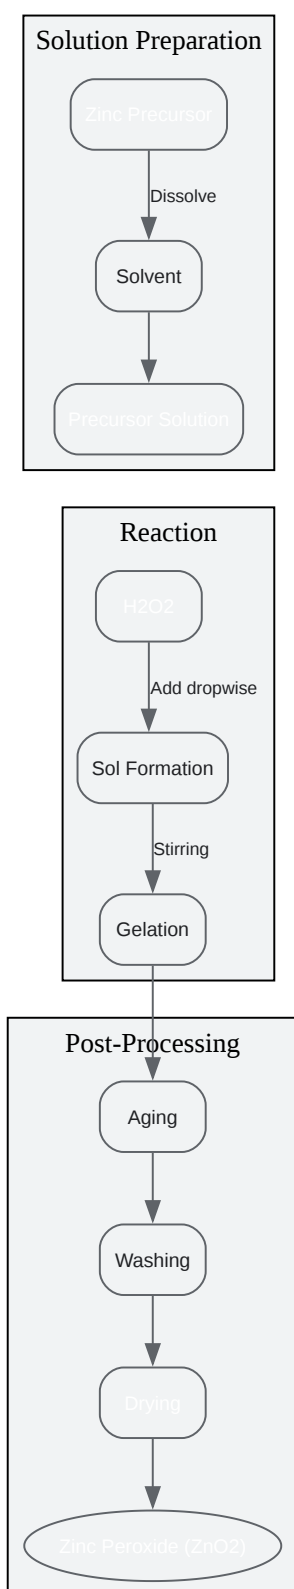 Solution Preparation
Zinc Precursor
Dissolve
Solvent
Precursor Solution
Reaction
H2O2
Add dropwise
Sol Formation
Stirring
Gelation
Post-Processing
Aging
Washing
Drying
Zinc Peroxide (ZnO2)